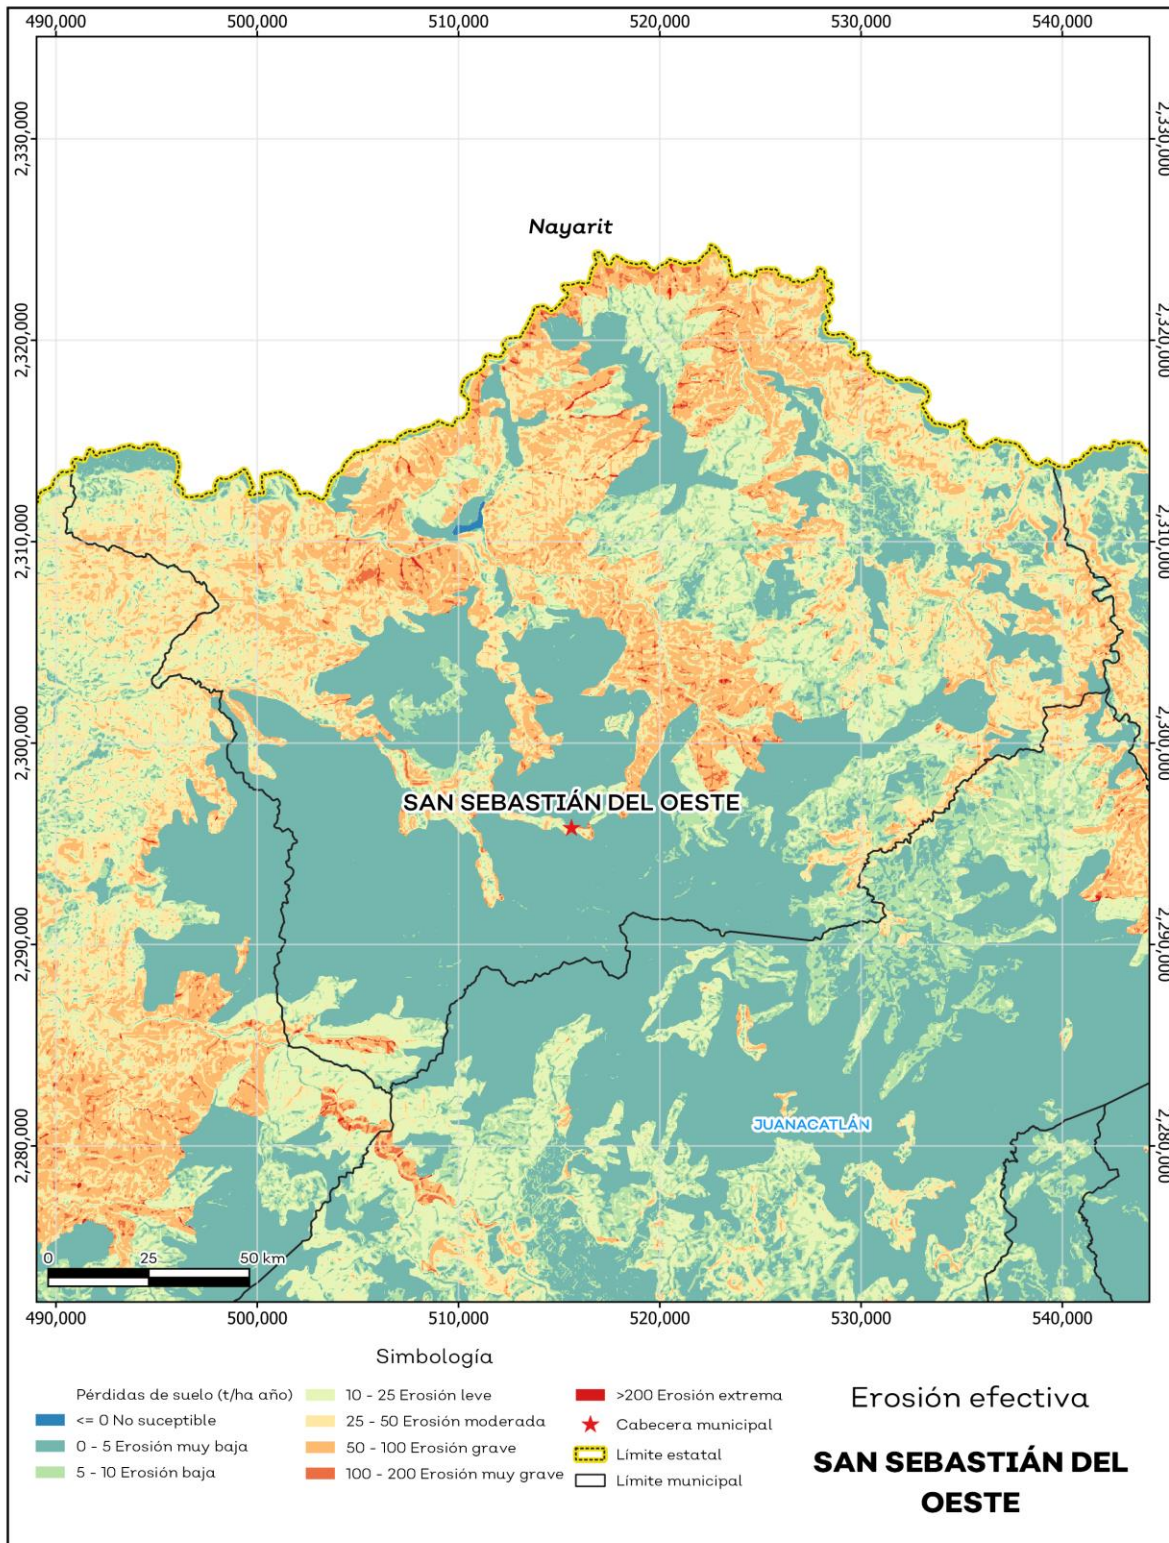 490,000 500,000 510,000 520,000 530,000 540,000
2,330,000 2,330,000
Nayarit
2,320,000 2,320,000
2,310,000 2,310,000
2,300,000 2,300,000
SAN SEBASTIÁN DEL OESTE
2,290,000 2,290,000
JUANACATLÁN
2,280,000 2,280,000
0 25 50 km
490,000 500,000 510,000 520,000 530,000 540,000
Simbología
Pérdidas de suelo (t/ha año)
<= 0 No suceptible
0 - 5 Erosión muy baja
5 - 10 Erosión baja
10 - 25 Erosión leve
25 - 50 Erosión moderada
50 - 100 Erosión grave
100 - 200 Erosión muy grave
>200 Erosión extrema
Cabecera municipal
Límite estatal
Límite municipal
Erosión efectiva
SAN SEBASTIÁN DEL
OESTE